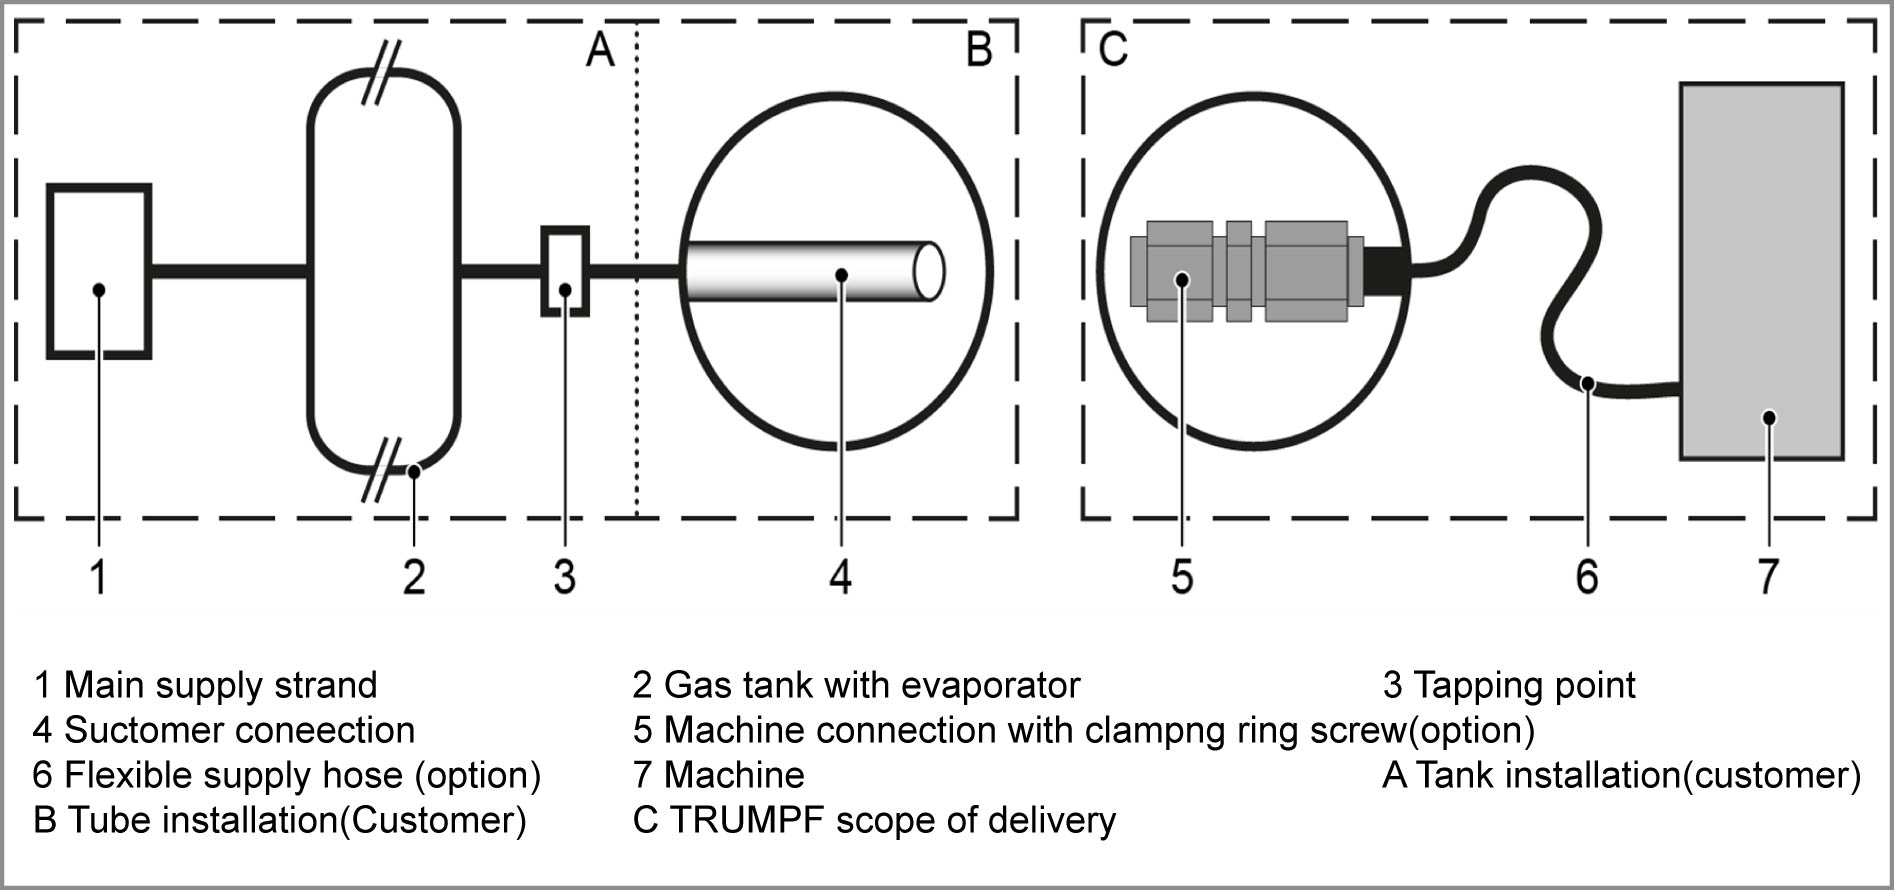 A B C
1 2 3 4 5 6 7
1 Main supply strand 2 Gas tank with evaporator 3 Tapping point
4 Suctomer coneection 5 Machine connection with clampng ring screw(option)
6 Flexible supply hose (option) 7 Machine A Tank installation(customer)
B Tube installation(Customer) C TRUMPF scope of delivery